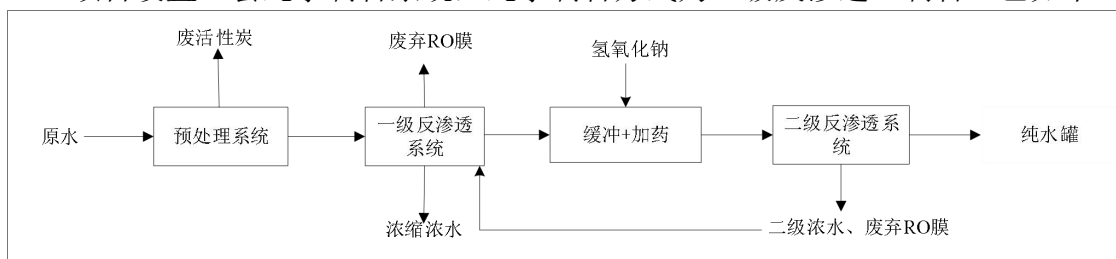 废活性炭
废弃RO膜
氢氧化钠
原水
预处理系统
一级反渗透
系统
缓冲+加药
二级反渗透系
统
纯水罐
浓缩浓水
二级浓水、废弃RO膜